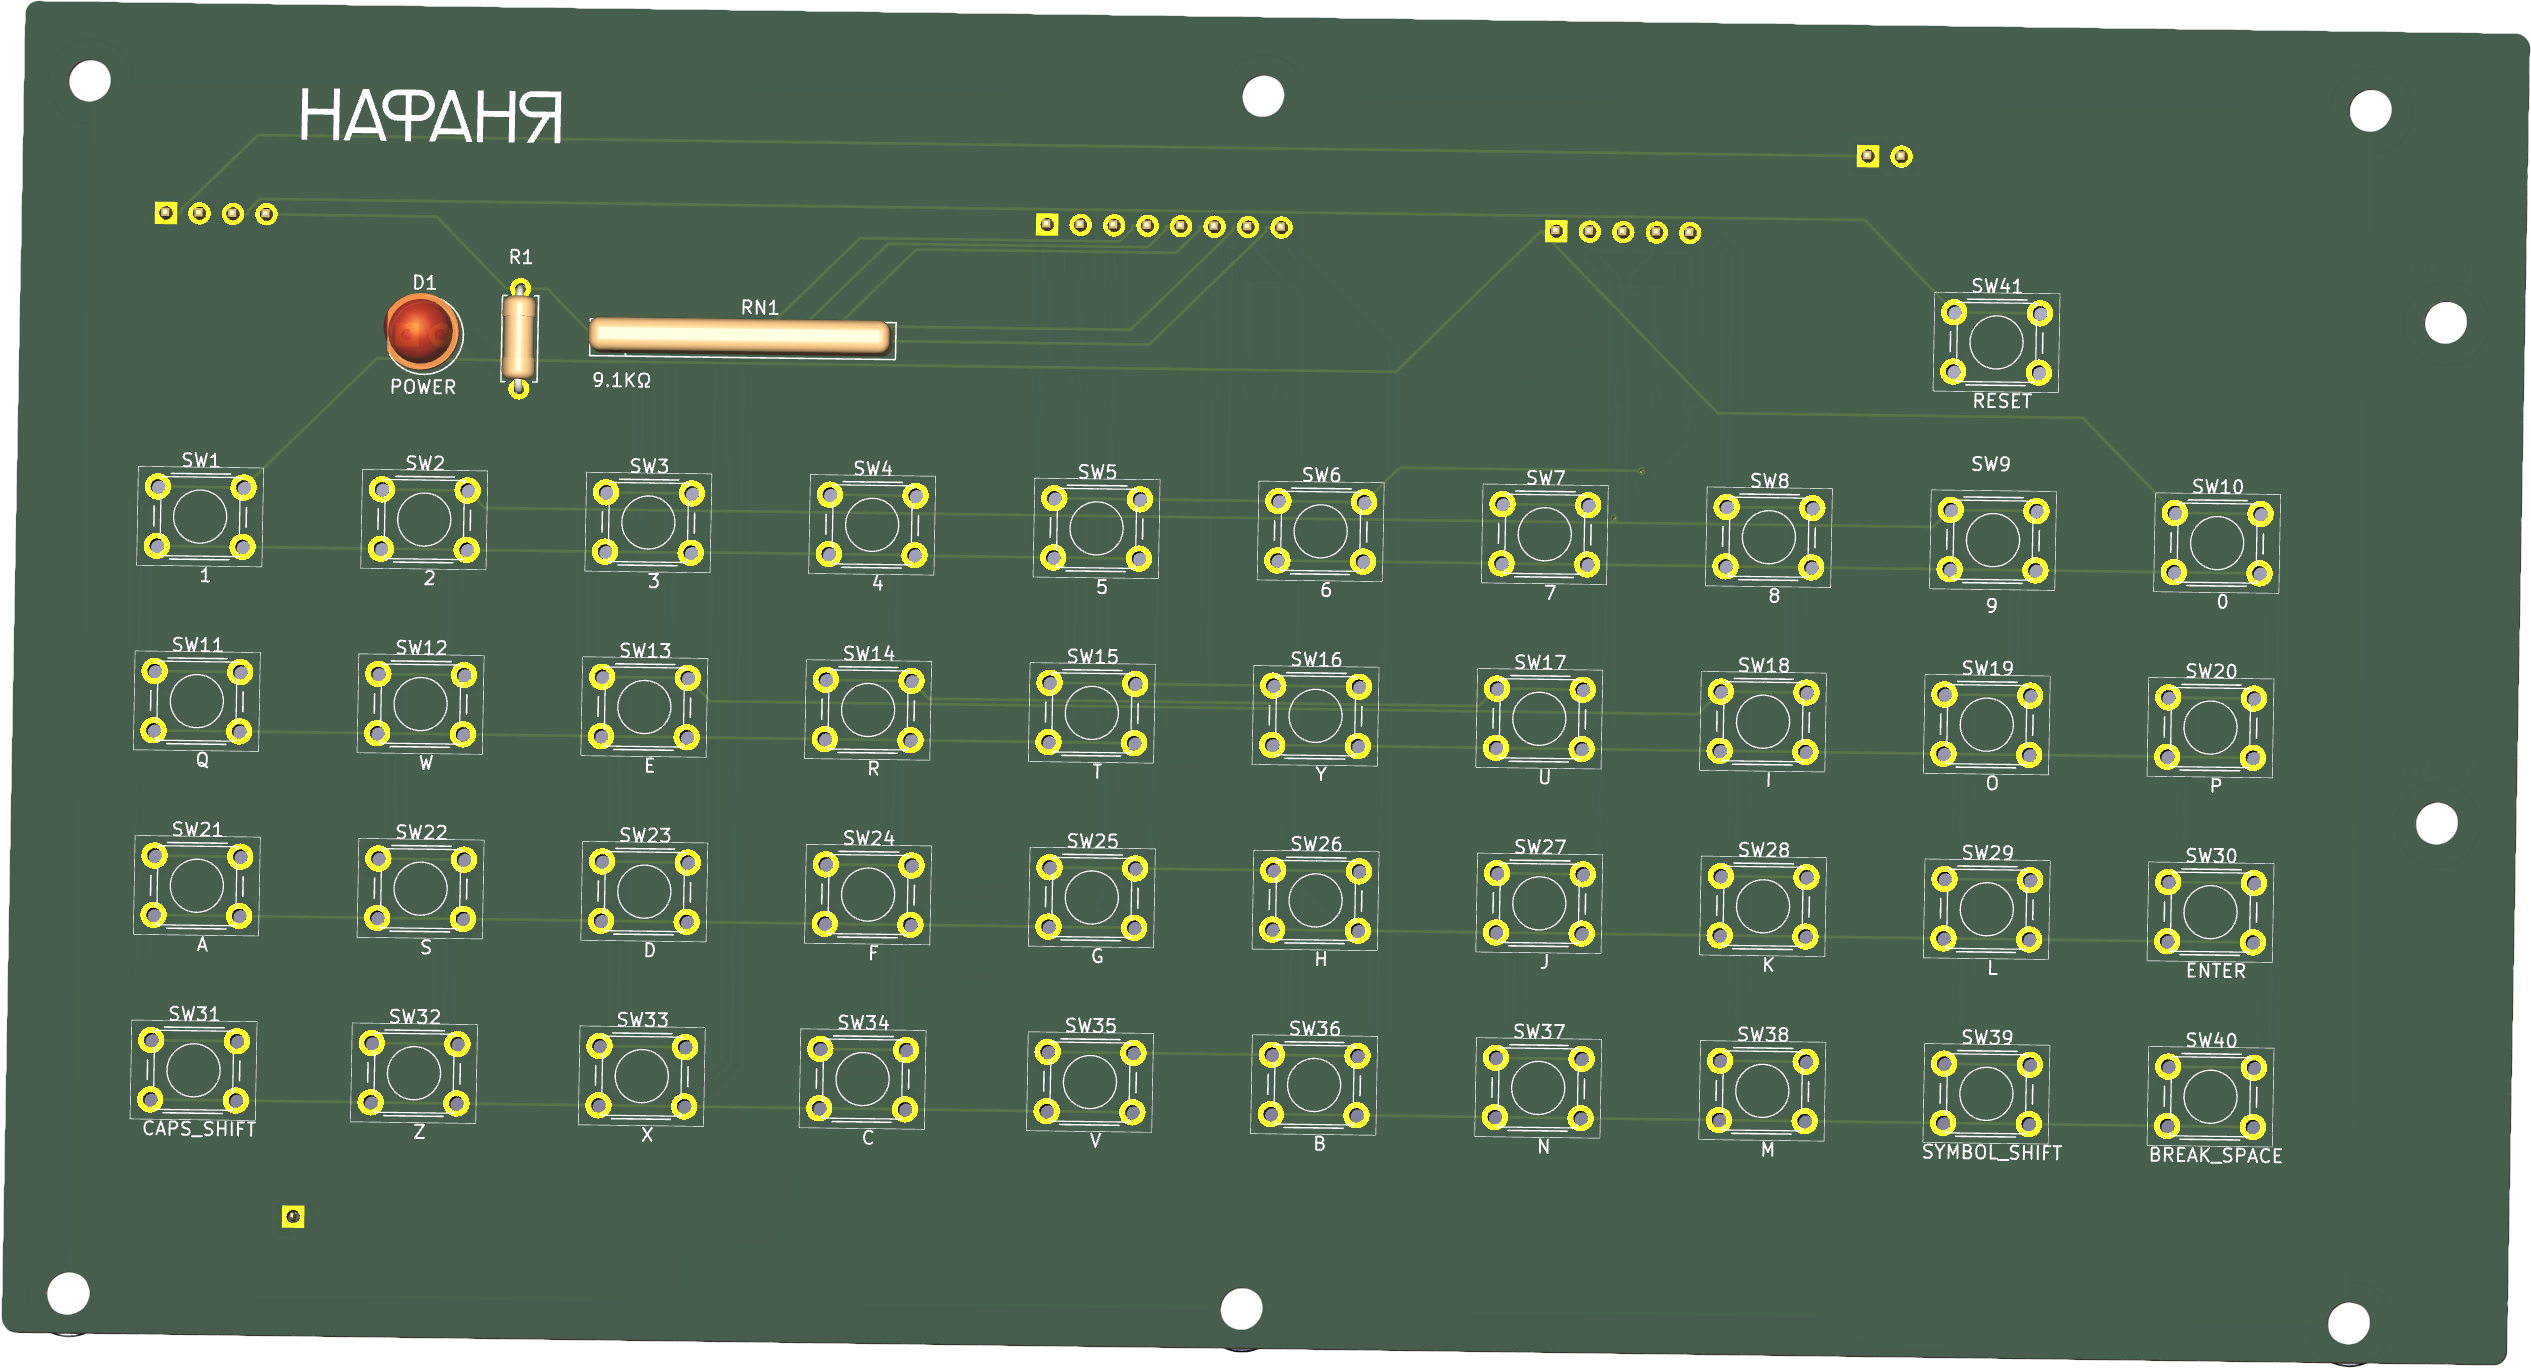 НАФАНЯ
R1
D1
RN1
SW41
POWER
9.1KΩ
RESET
SW1 SW2 SW3 SW4 SW5 SW6 SW7 SW8 SW9 SW10
1 2 3 4 5 6 7 8 9 0
SW11 SW12 SW13 SW14 SW15 SW16 SW17 SW18 SW19 SW20
Q W E R T Y U I O P
SW21 SW22 SW23 SW24 SW25 SW26 SW27 SW28 SW29 SW30
A S D F G H J K L ENTER
SW31 SW32 SW33 SW34 SW35 SW36 SW37 SW38 SW39 SW40
CAPS_SHIFT Z X C V B N M SYMBOL_SHIFT BREAK_SPACE